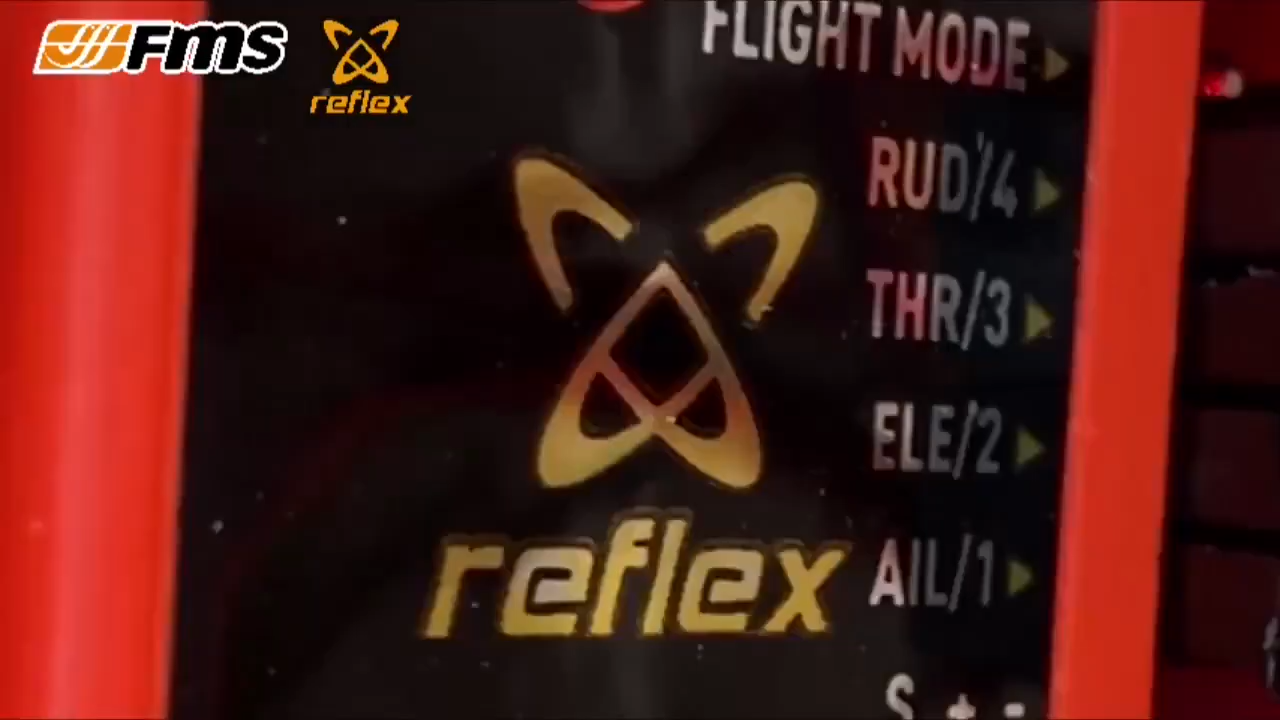 Fms
reflex
FLIGHT MODE
RUD/4
THR/3
ELE/2
AIL/1
reflex
S + -